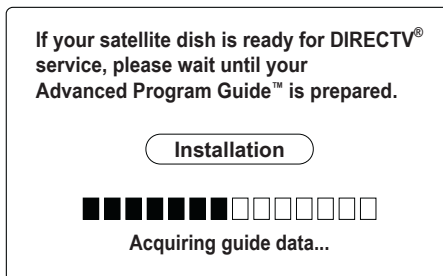 If your satellite dish is ready for DIRECTV®
service, please wait until your
Advanced Program Guide™ is prepared.
Installation
Acquiring guide data...